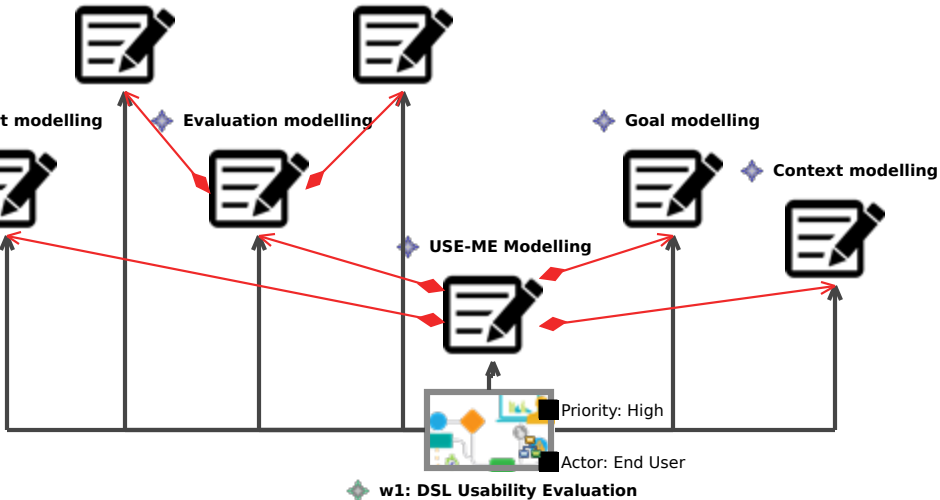 t modelling
Evaluation modelling
Goal modelling
Context modelling
USE-ME Modelling
Priority: High
Actor: End User
w1: DSL Usability Evaluation